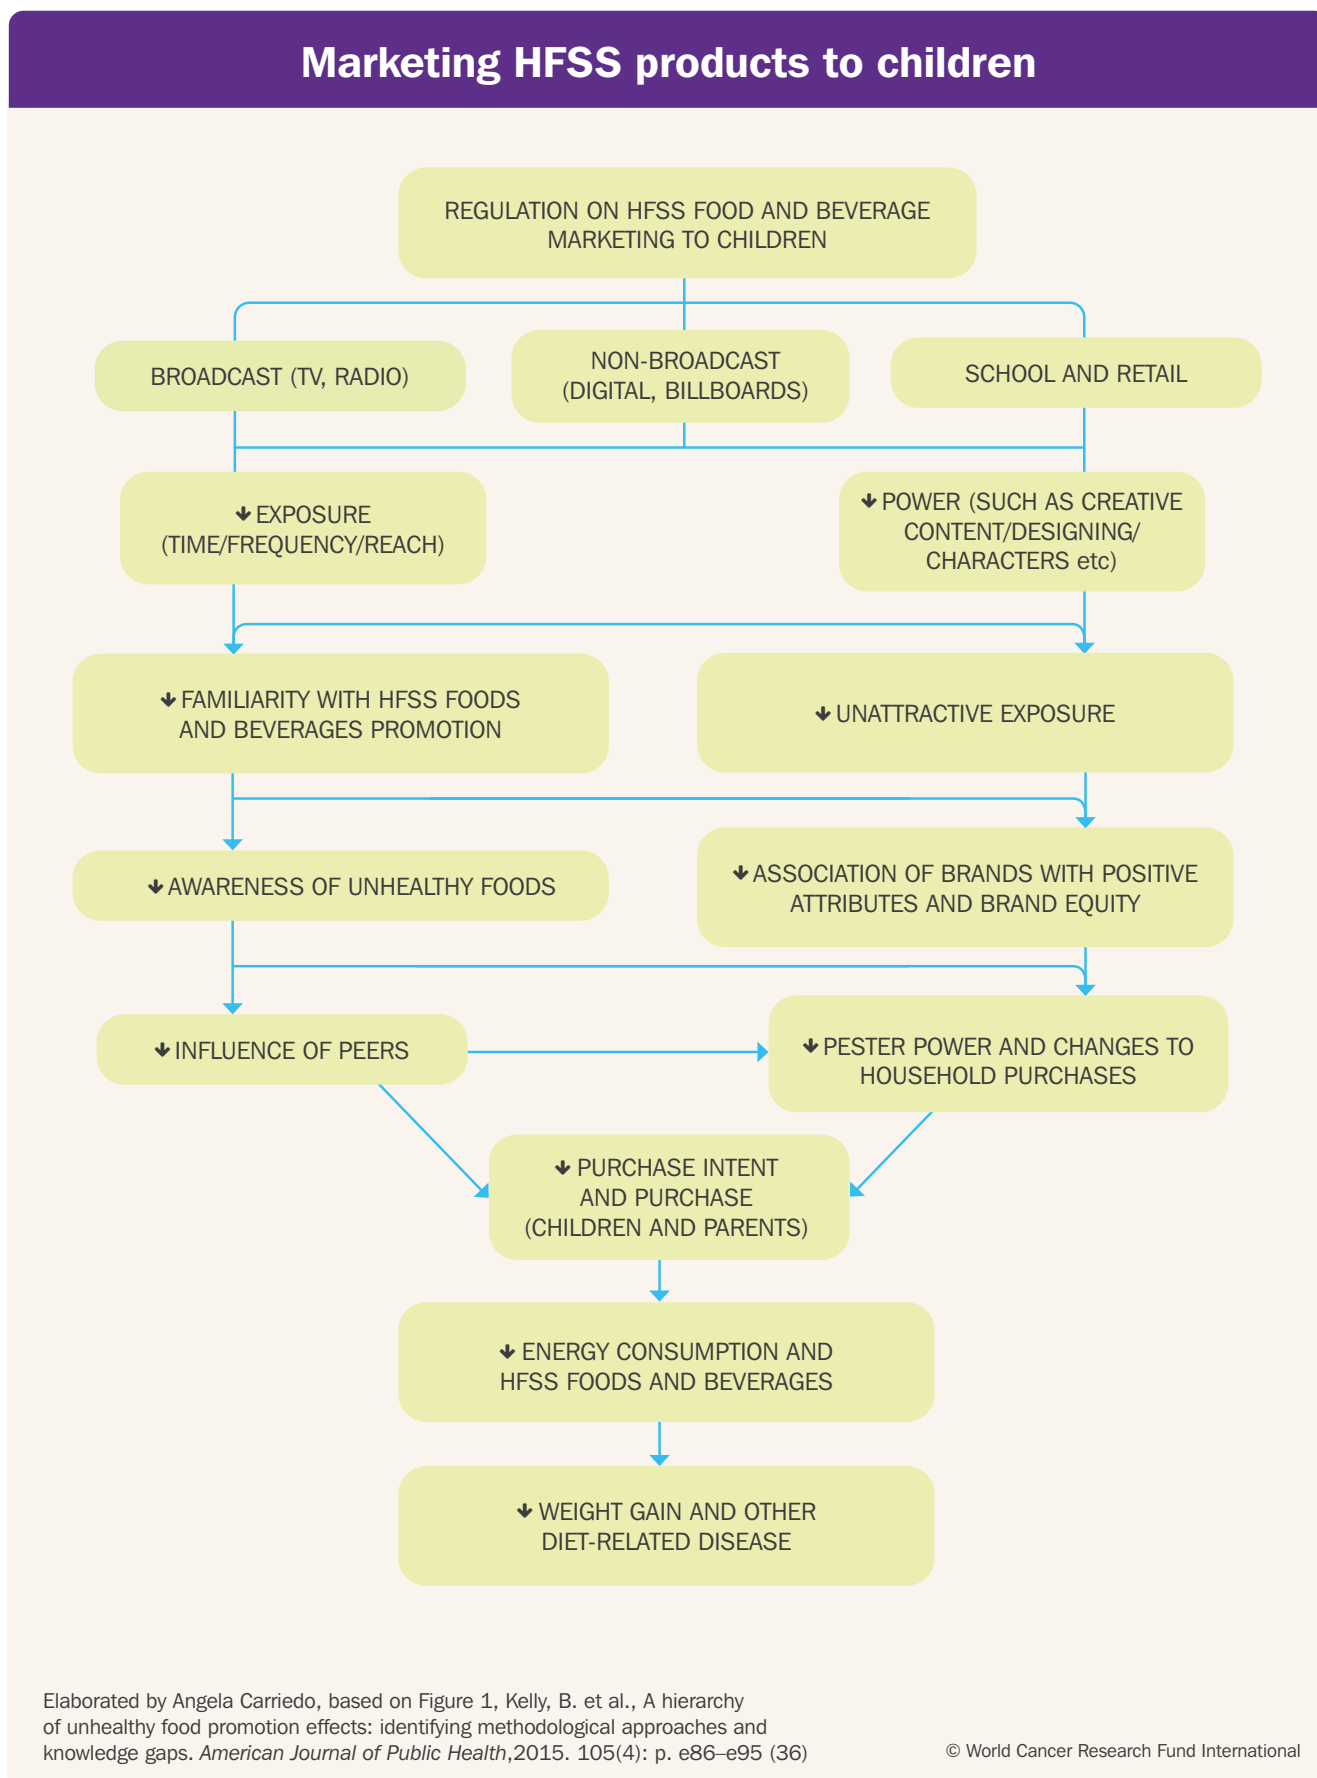 Marketing HFSS products to children
REGULATION ON HFSS FOOD AND BEVERAGE
MARKETING TO CHILDREN
BROADCAST (TV, RADIO)
NON-BROADCAST
(DIGITAL, BILLBOARDS)
SCHOOL AND RETAIL
↓ EXPOSURE
(TIME/FREQUENCY/REACH)
↓ POWER (SUCH AS CREATIVE
CONTENT/DESIGNING/
CHARACTERS etc)
↓ FAMILIARITY WITH HFSS FOODS
AND BEVERAGES PROMOTION
↓ UNATTRACTIVE EXPOSURE
↓ AWARENESS OF UNHEALTHY FOODS
↓ ASSOCIATION OF BRANDS WITH POSITIVE
ATTRIBUTES AND BRAND EQUITY
↓ INFLUENCE OF PEERS
↓ PESTER POWER AND CHANGES TO
HOUSEHOLD PURCHASES
↓ PURCHASE INTENT
AND PURCHASE
(CHILDREN AND PARENTS)
↓ ENERGY CONSUMPTION AND
HFSS FOODS AND BEVERAGES
↓ WEIGHT GAIN AND OTHER
DIET-RELATED DISEASE
Elaborated by Angela Carriedo, based on Figure 1, Kelly, B. et al., A hierarchy
of unhealthy food promotion effects: identifying methodological approaches and
knowledge gaps. American Journal of Public Health,2015. 105(4): p. e86–e95 (36)
© World Cancer Research Fund International